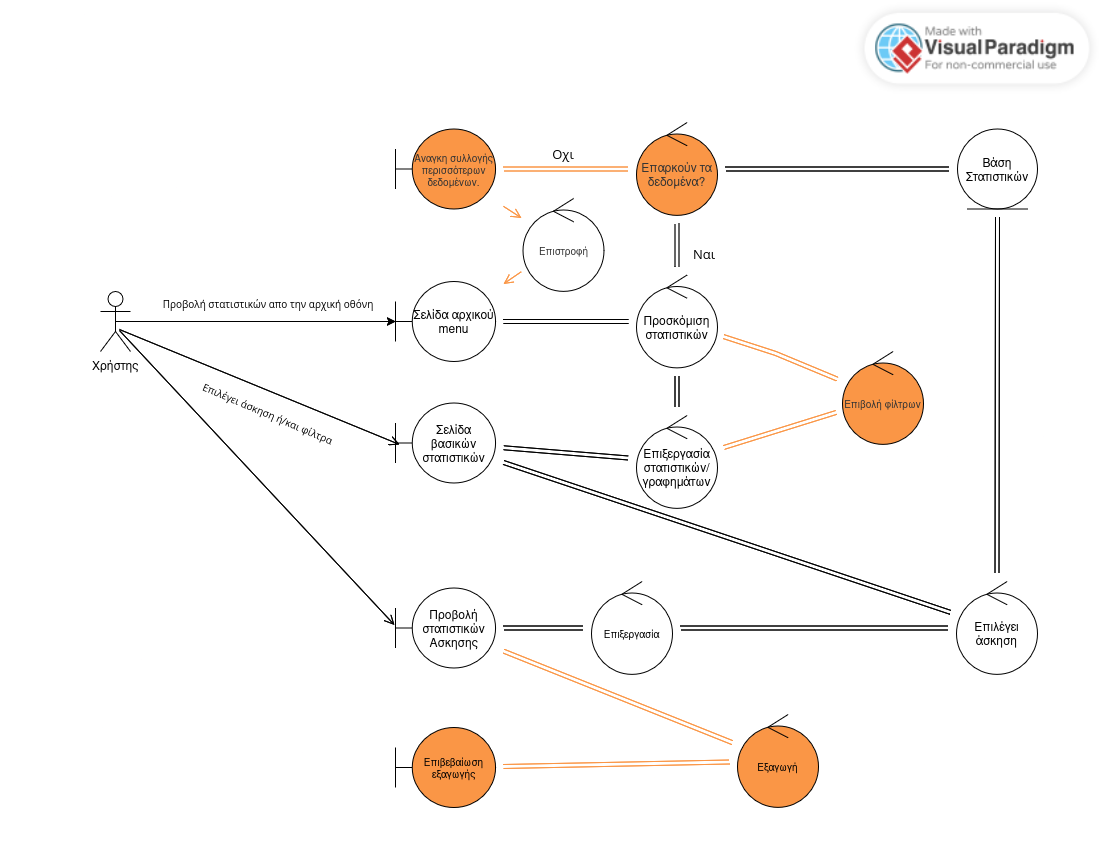 Made with
Visual Paradigm
For non-commercial use
Αναγκη συλλογής
περισσότερων
δεδομένων.
Οχι
Επαρκούν τα
δεδομένα?
Βάση
Στατιστικών
Επιστροφή
Ναι
Προβολή στατιστικών απο την αρχική οθόνη
Σελίδα αρχικού
menu
Προσκόμιση
στατιστικών
Χρήστης
Επιλέγει άσκηση ή/και φίλτρα
Επιβολή φίλτρων
Σελίδα
βασικών
στατιστικών
Επιξεργασία
στατιστικών/
γραφημάτων
Προβολή
στατιστικών
Ασκησης
Επιξεργασία
Επιλέγει
άσκηση
Επιβεβαίωση
εξαγωγής
Εξαγωγή